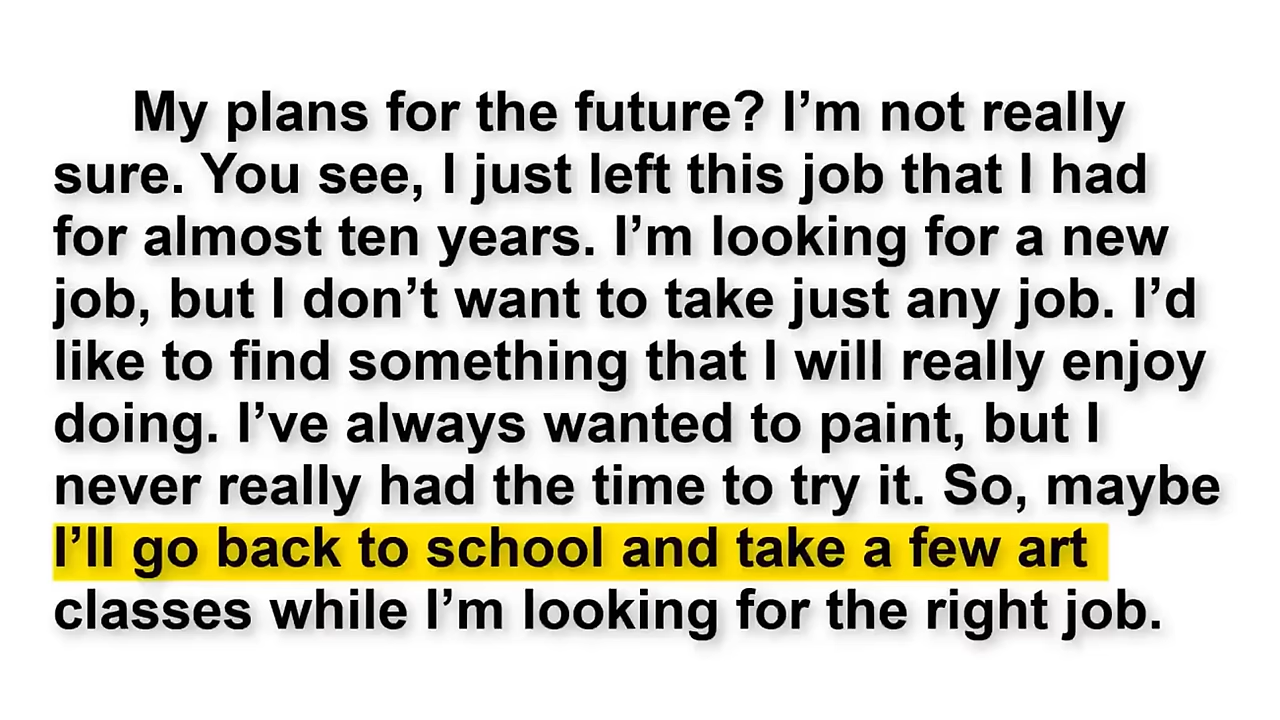 My plans for the future? I’m not really
sure. You see, I just left this job that I had
for almost ten years. I’m looking for a new
job, but I don’t want to take just any job. I’d
like to find something that I will really enjoy
doing. I’ve always wanted to paint, but I
never really had the time to try it. So, maybe
I’ll go back to school and take a few art
classes while I’m looking for the right job.